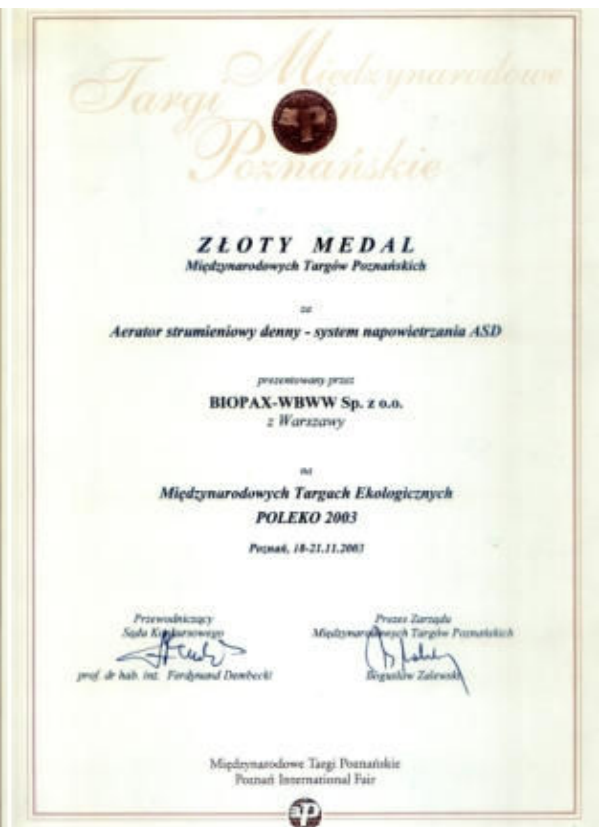 Międzynarodowe
Targi
Poznańskie
ZŁOTY MEDAL
Międzynarodowych Targów Poznańskich
za
Aerator strumieniowy denny - system napowietrzania ASD
prezentowany przez
BIOPAX-WBWW Sp. z o.o.
z Warszawy
na
Międzynarodowych Targach Ekologicznych
POLEKO 2003
Poznań, 18-21.11.2003
Przewodniczący
Sądu Konkursowego
prof. dr hab. inż. Ferdynand Dembecki
Prezes Zarządu
Międzynarodowych Targów Poznańskich
Bogusław Zalewski
Międzynarodowe Targi Poznańskie
Poznań International Fair